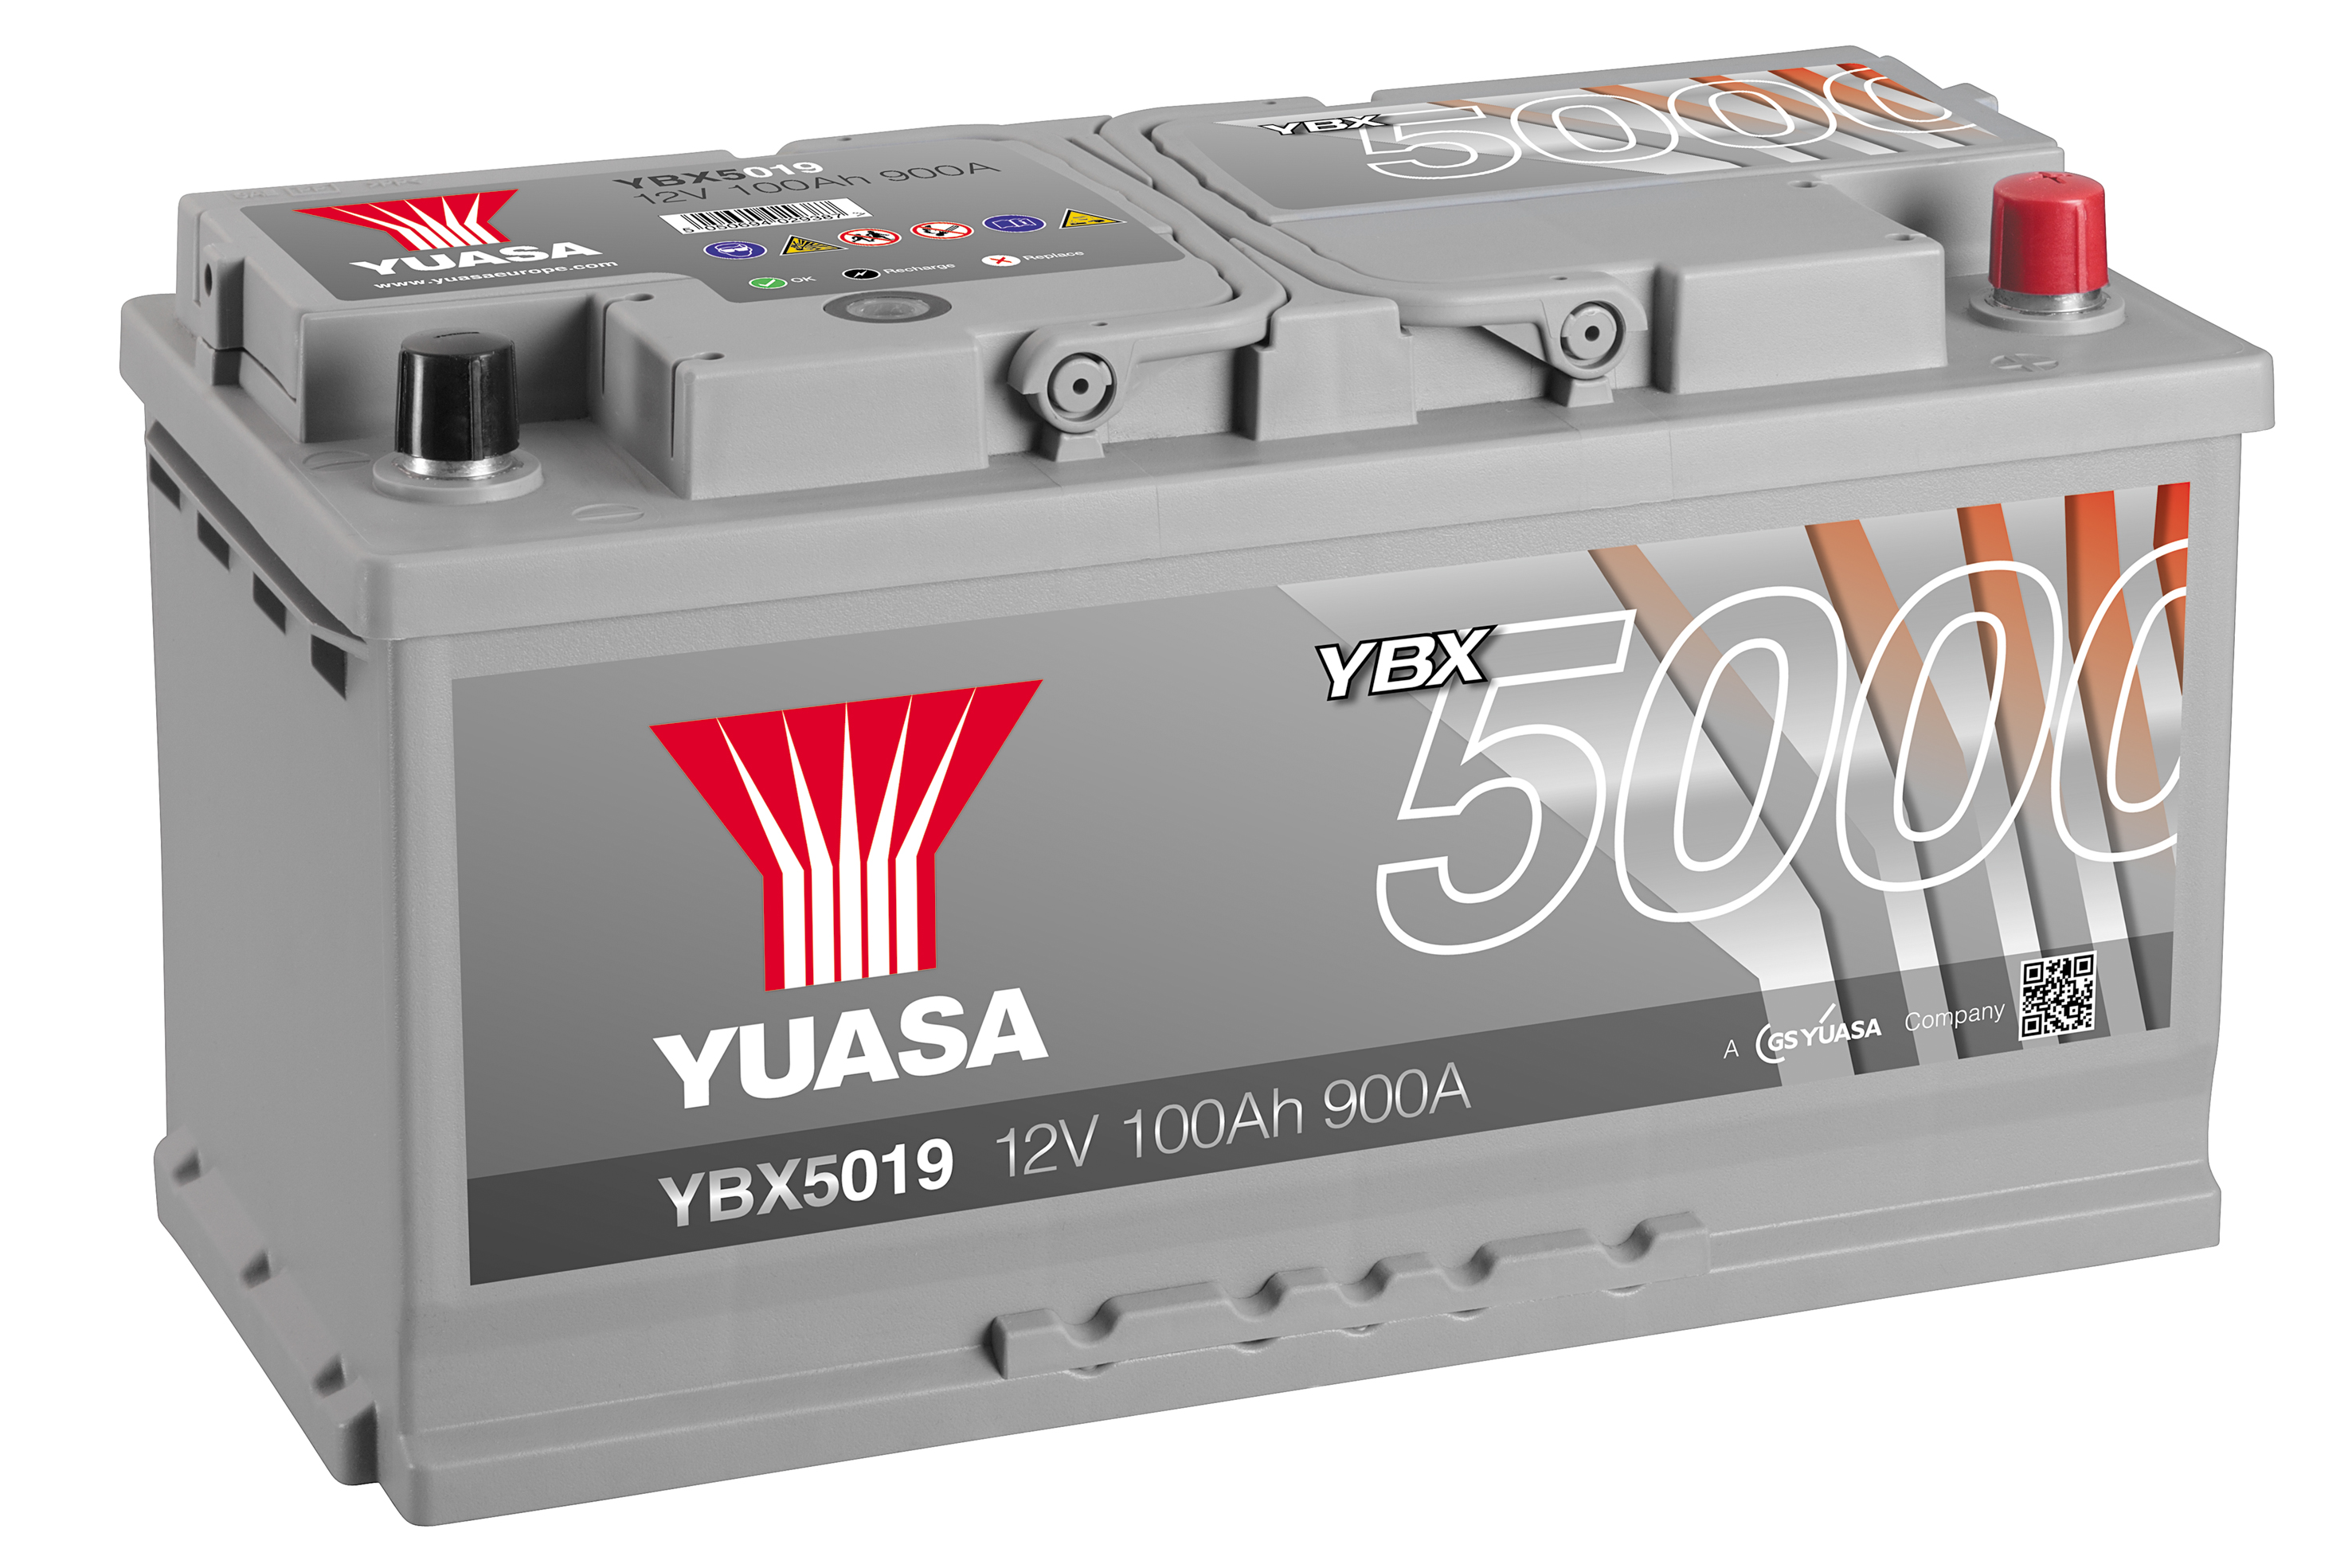 YBX5019
12V 100Ah 900A
YUASA
www.yuasaeurope.com
OK
Recharge
Replace
YBX
5000
YBX
5000
YUASA
A GS YUASA Company
YBX5019 12V 100Ah 900A